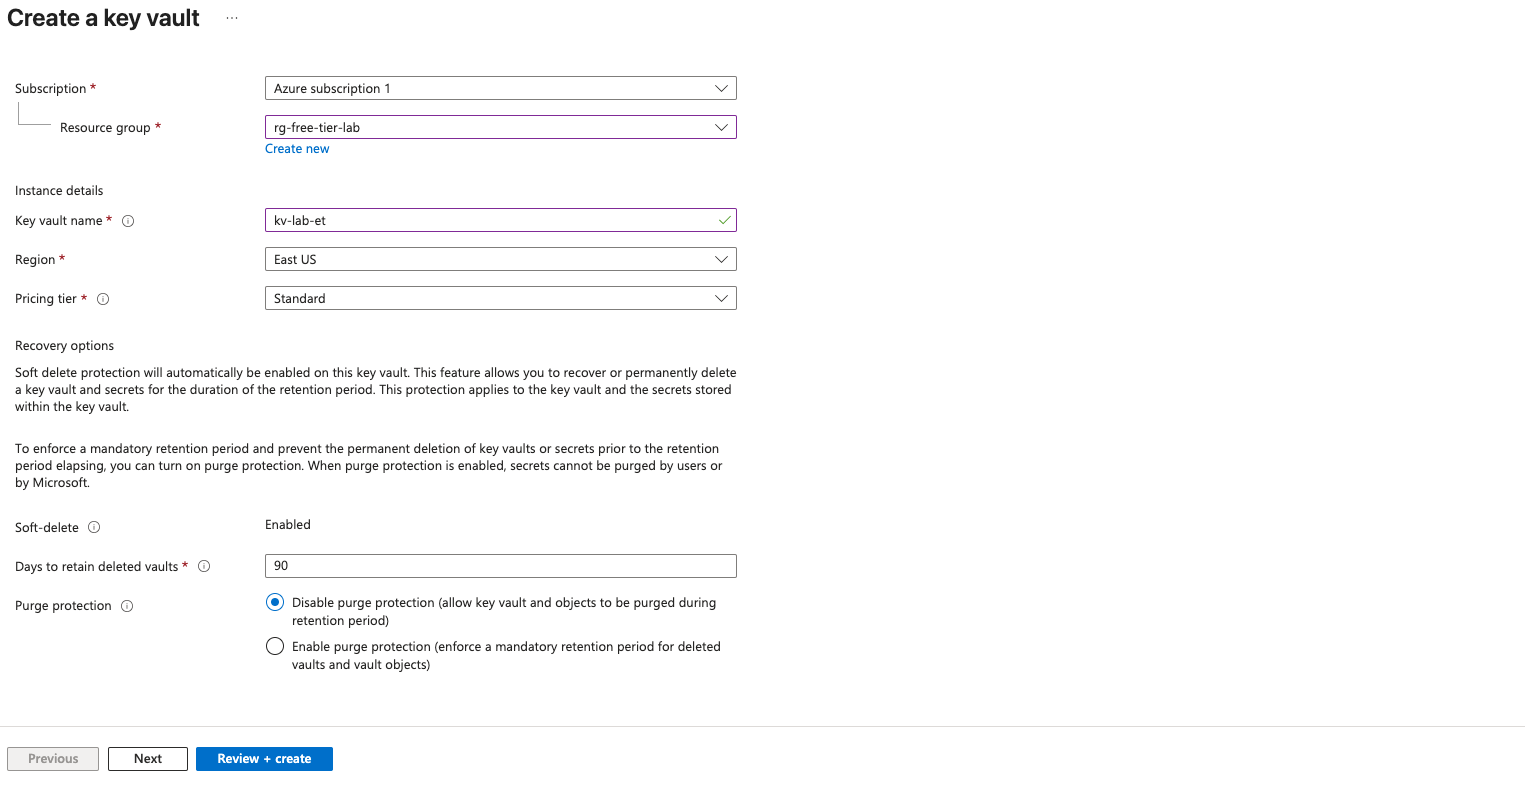 Create a key vault ...
Subscription *
Azure subscription 1
Resource group *
rg-free-tier-lab
Create new
Instance details
Key vault name *
kv-lab-et
Region *
East US
Pricing tier *
Standard
Recovery options
Soft delete protection will automatically be enabled on this key vault. This feature allows you to recover or permanently delete
a key vault and secrets for the duration of the retention period. This protection applies to the key vault and the secrets stored
within the key vault.
To enforce a mandatory retention period and prevent the permanent deletion of key vaults or secrets prior to the retention
period elapsing, you can turn on purge protection. When purge protection is enabled, secrets cannot be purged by users or
by Microsoft.
Soft-delete
Enabled
Days to retain deleted vaults *
90
Purge protection
Disable purge protection (allow key vault and objects to be purged during
retention period)
Enable purge protection (enforce a mandatory retention period for deleted
vaults and vault objects)
Previous
Next
Review + create